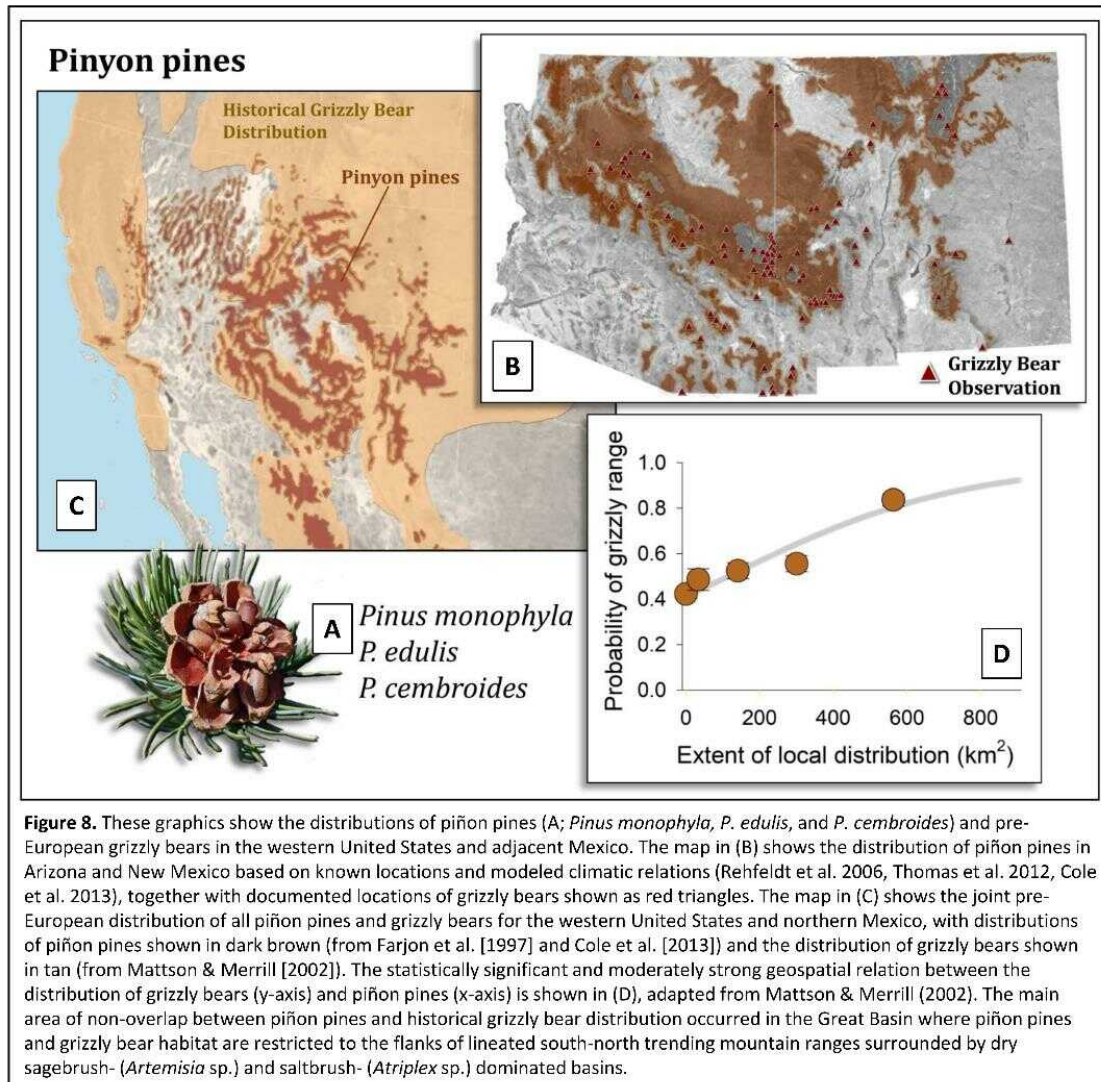 Pinyon pines
Historical Grizzly Bear
Distribution
Pinyon pines
C
B
Grizzly Bear
Observation
A
Pinus monophyla
P. edulis
P. cembroides
Probability of grizzly range
1.0
0.8
0.6
0.4
0.2
0.0
D
0 200 400 600 800
Extent of local distribution (km²)
Figure 8. These graphics show the distributions of piñon pines (A; Pinus monophyla, P. edulis, and P. cembroides) and pre-
European grizzly bears in the western United States and adjacent Mexico. The map in (B) shows the distribution of piñon pines in
Arizona and New Mexico based on known locations and modeled climatic relations (Rehfeldt et al. 2006, Thomas et al. 2012, Cole
et al. 2013), together with documented locations of grizzly bears shown as red triangles. The map in (C) shows the joint pre-
European distribution of all piñon pines and grizzly bears for the western United States and northern Mexico, with distributions
of piñon pines shown in dark brown (from Farjon et al. [1997] and Cole et al. [2013]) and the distribution of grizzly bears shown
in tan (from Mattson & Merrill [2002]). The statistically significant and moderately strong geospatial relation between the
distribution of grizzly bears (y-axis) and piñon pines (x-axis) is shown in (D), adapted from Mattson & Merrill (2002). The main
area of non-overlap between piñon pines and historical grizzly bear distribution occurred in the Great Basin where piñon pines
and grizzly bear habitat are restricted to the flanks of lineated south-north trending mountain ranges surrounded by dry
sagebrush- (Artemisia sp.) and saltbrush- (Atriplex sp.) dominated basins.